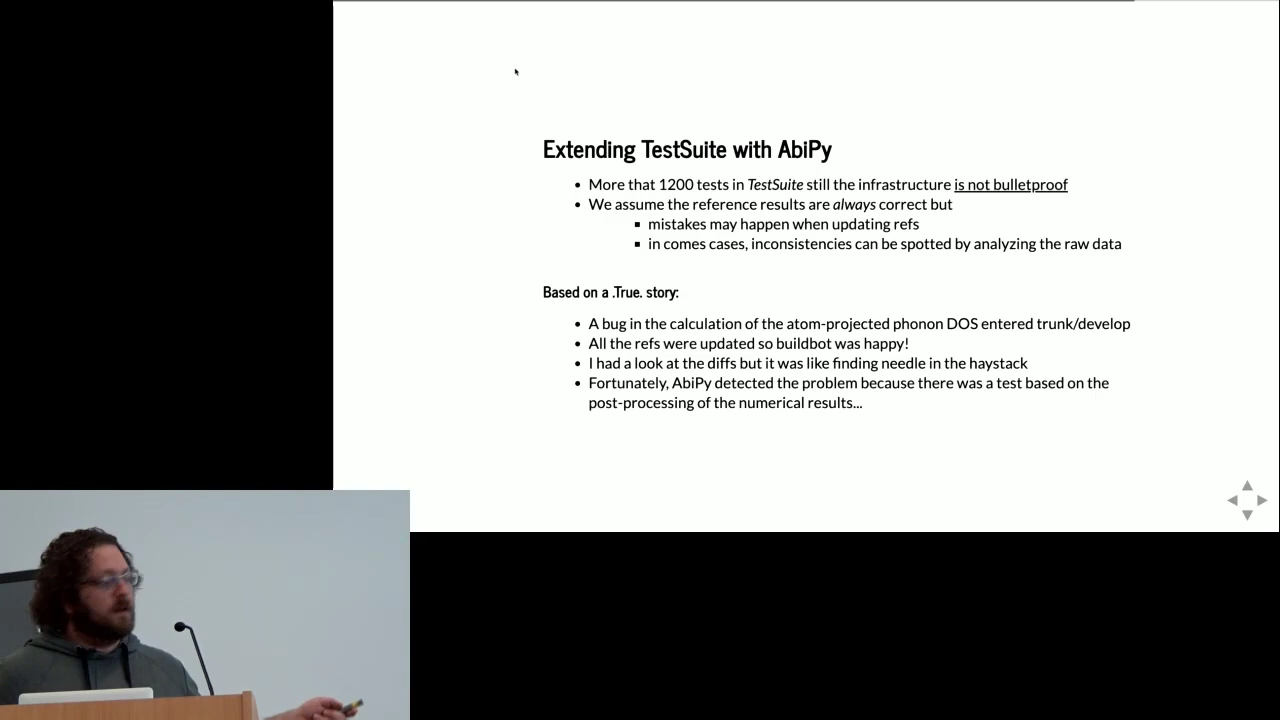 Extending TestSuite with AbiPy
• More that 1200 tests in TestSuite still the infrastructure is not bulletproof
• We assume the reference results are always correct but
▪ mistakes may happen when updating refs
▪ in comes cases, inconsistencies can be spotted by analyzing the raw data
Based on a .True. story:
• A bug in the calculation of the atom-projected phonon DOS entered trunk/develop
• All the refs were updated so buildbot was happy!
• I had a look at the diffs but it was like finding needle in the haystack
• Fortunately, AbiPy detected the problem because there was a test based on the
post-processing of the numerical results...